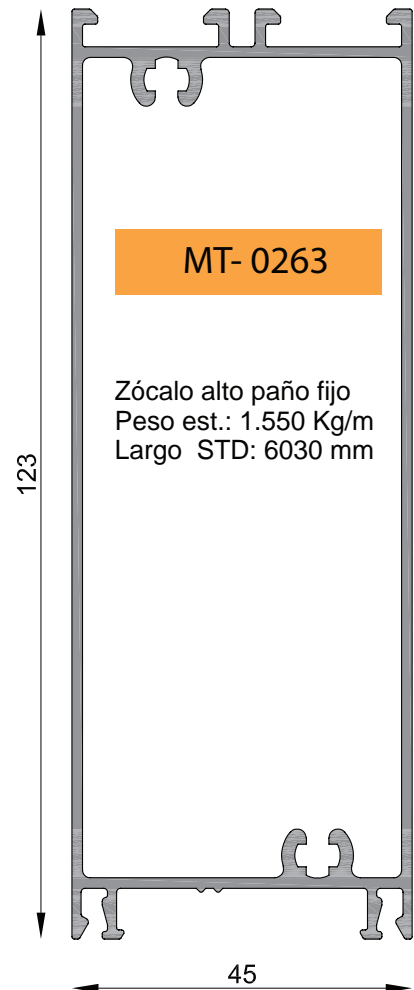 MT- 0263
Zócalo alto paño fijo
Peso est.: 1.550 Kg/m
Largo  STD: 6030 mm
123
45